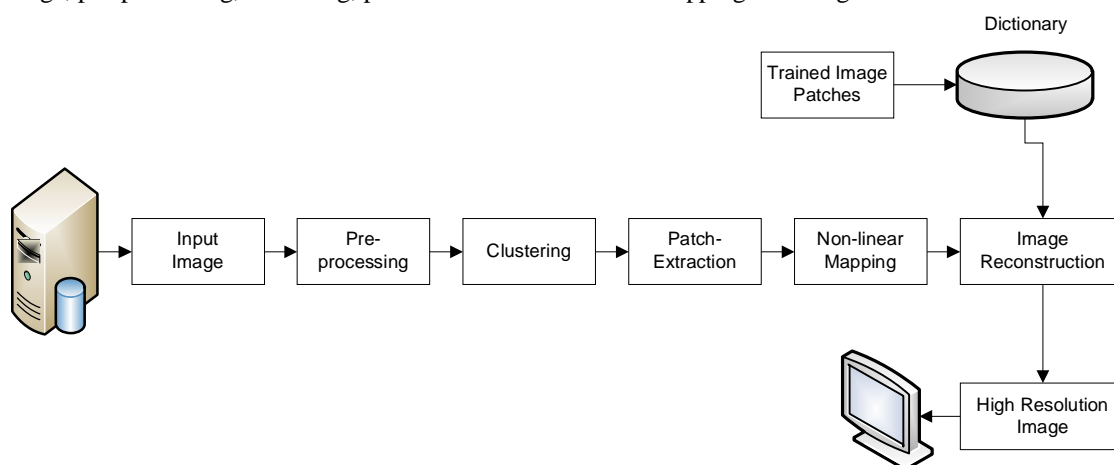 Dictionary
Trained Image
Patches
Input
Image
Pre-
processing
Clustering
Patch-
Extraction
Non-linear
Mapping
Image
Reconstruction
High Resolution
Image